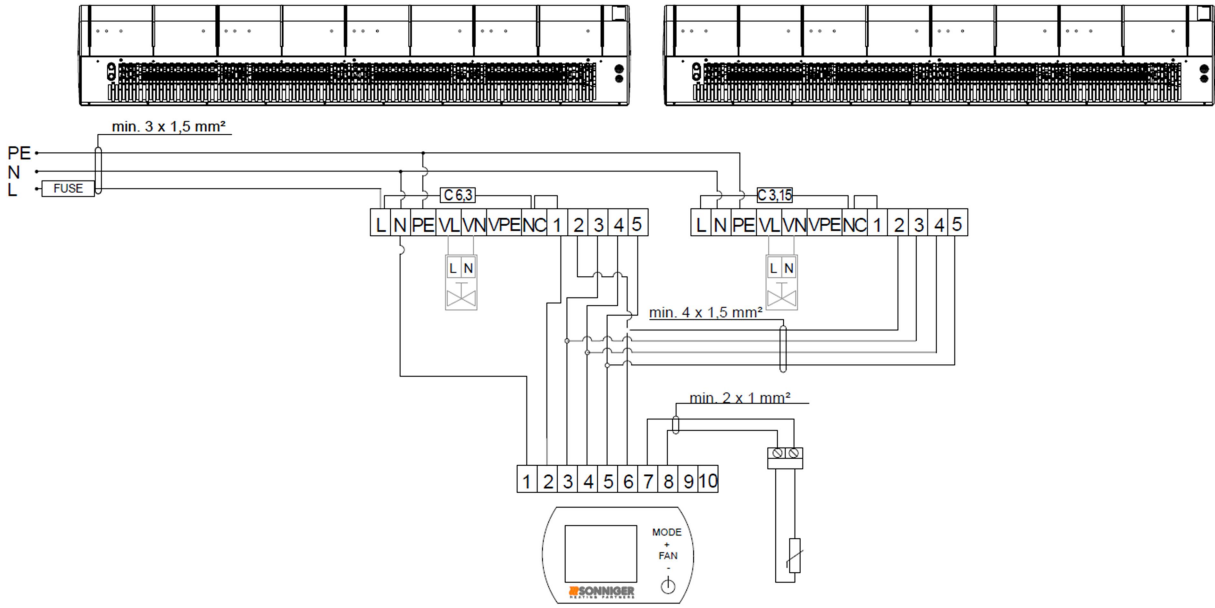 min. 3 x 1,5 mm²
PE
N
L
FUSE
C 6,3
C 3,15
L N PE VL VN VPE NC 1 2 3 4 5
L N PE VL VN VPE NC 1 2 3 4 5
L N
L N
min. 4 x 1,5 mm²
min. 2 x 1 mm²
1 2 3 4 5 6 7 8 9 10
MODE
+
FAN
-
SONNIGER
HEATING PARTNERS